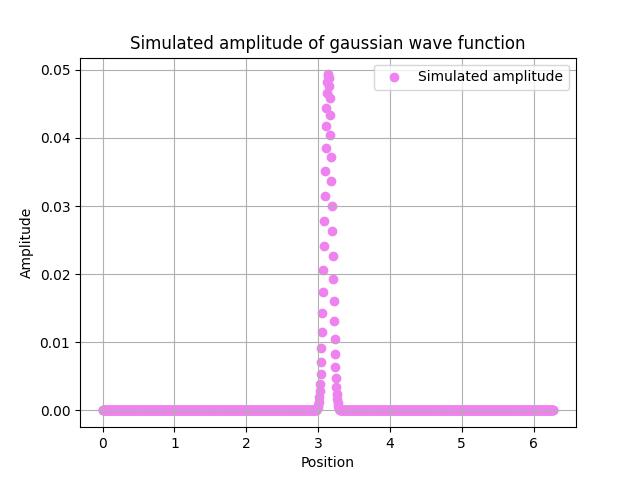 Simulated amplitude of gaussian wave function
Simulated amplitude
0.05
0.04
0.03
0.02
0.01
0.00
Amplitude
0 1 2 3 4 5 6
Position